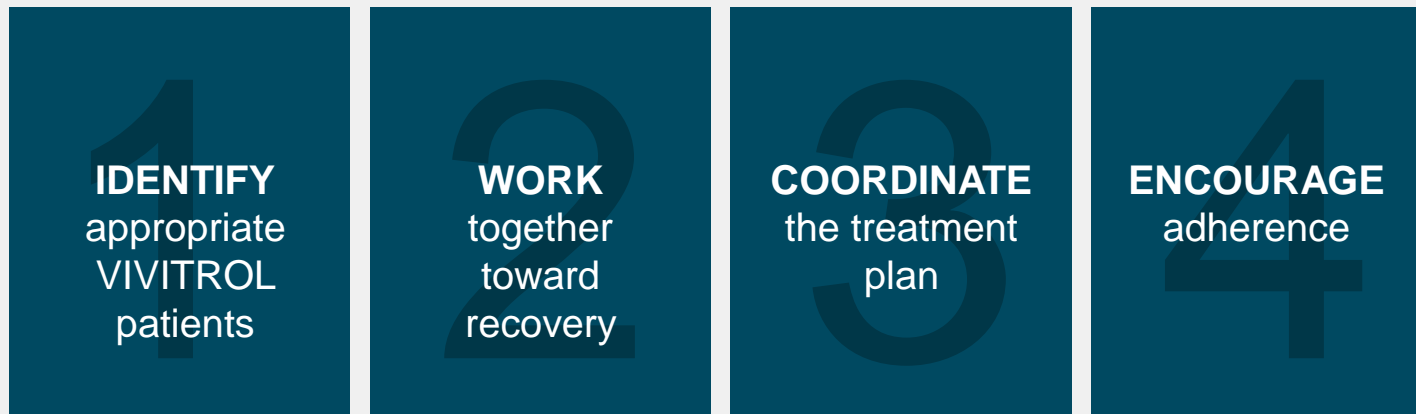 1
IDENTIFY
appropriate
VIVITROL
patients
2
WORK
together
toward
recovery
3
COORDINATE
the treatment
plan
4
ENCOURAGE
adherence